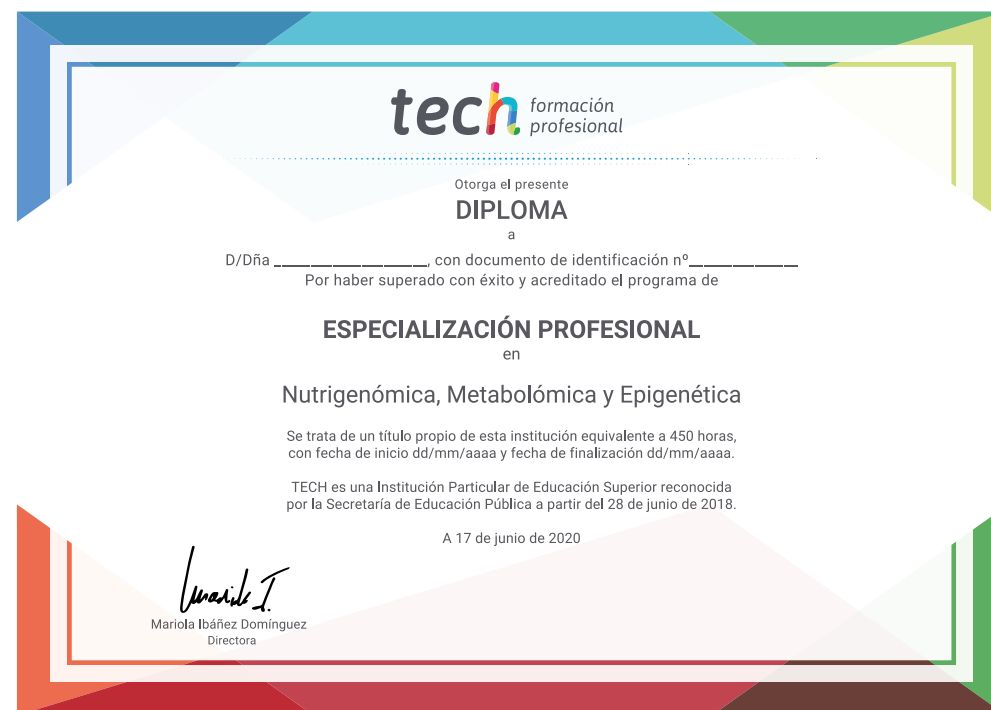 tech formación
profesional
Otorga el presente
DIPLOMA
a
D/Dña ____________________, con documento de identificación nº______________
Por haber superado con éxito y acreditado el programa de
ESPECIALIZACIÓN PROFESIONAL
en
Nutrigenómica, Metabolómica y Epigenética
Se trata de un título propio de esta institución equivalente a 450 horas,
con fecha de inicio dd/mm/aaaa y fecha de finalización dd/mm/aaaa.
TECH es una Institución Particular de Educación Superior reconocida
por la Secretaría de Educación Pública a partir del 28 de junio de 2018.
A 17 de junio de 2020
Mariola Ibáñez Domínguez
Directora